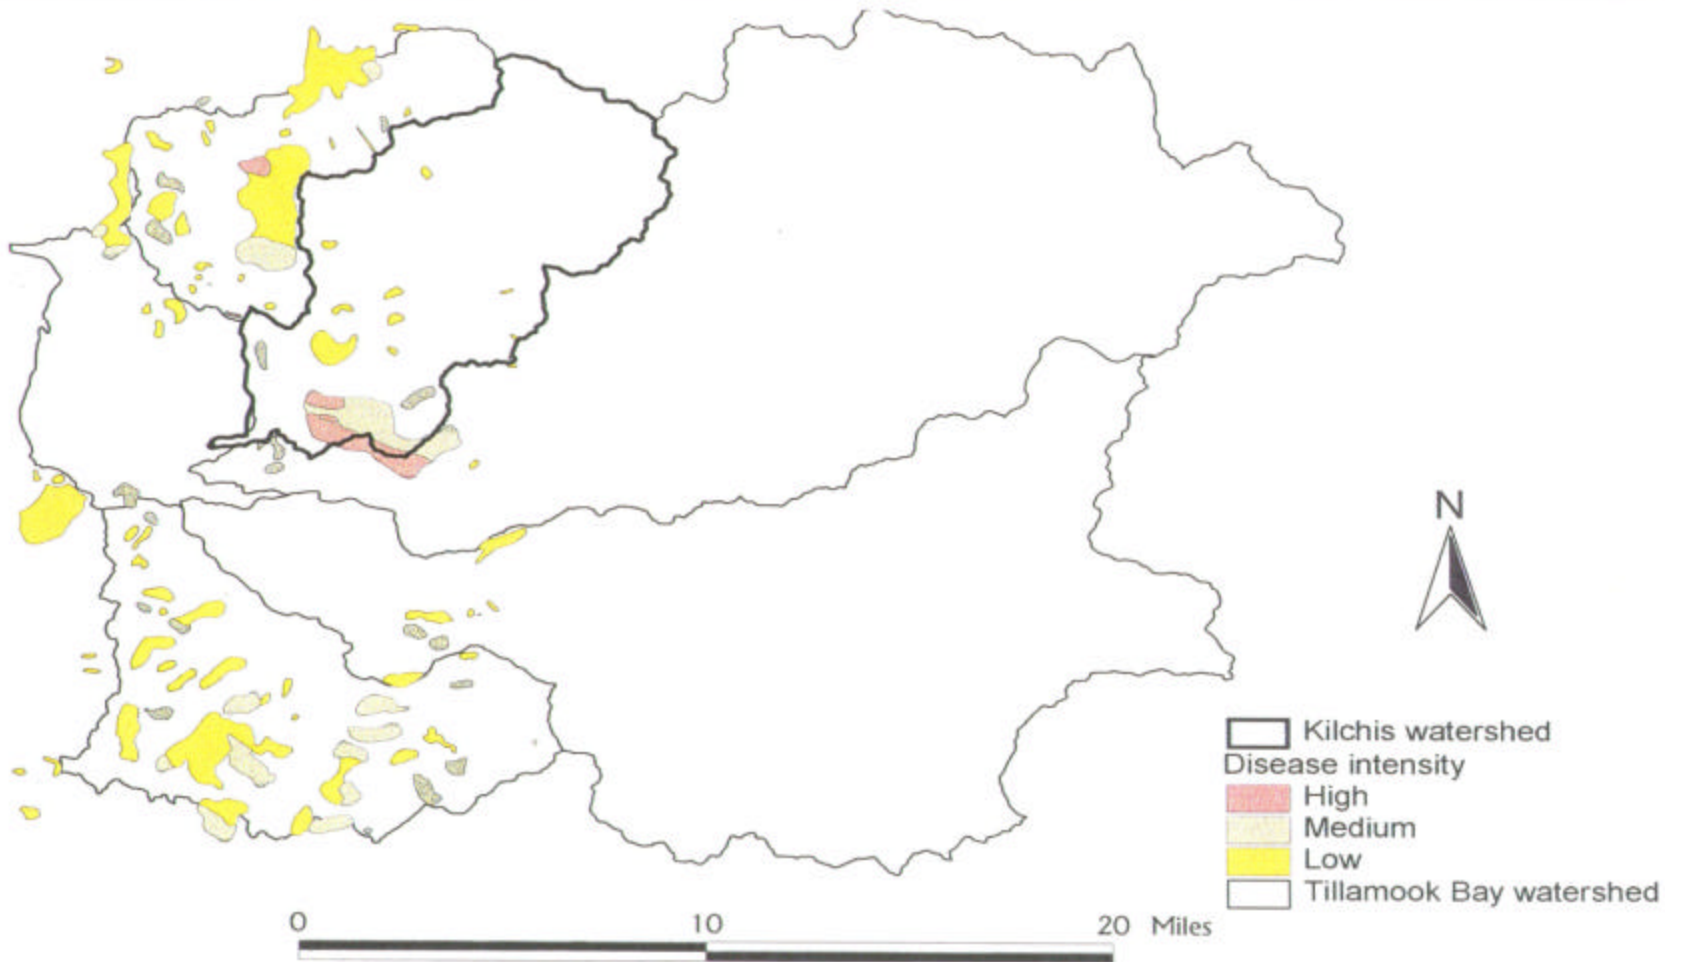 N
Kilchis watershed
Disease intensity
High
Medium
Low
Tillamook Bay watershed
0 10 20 Miles